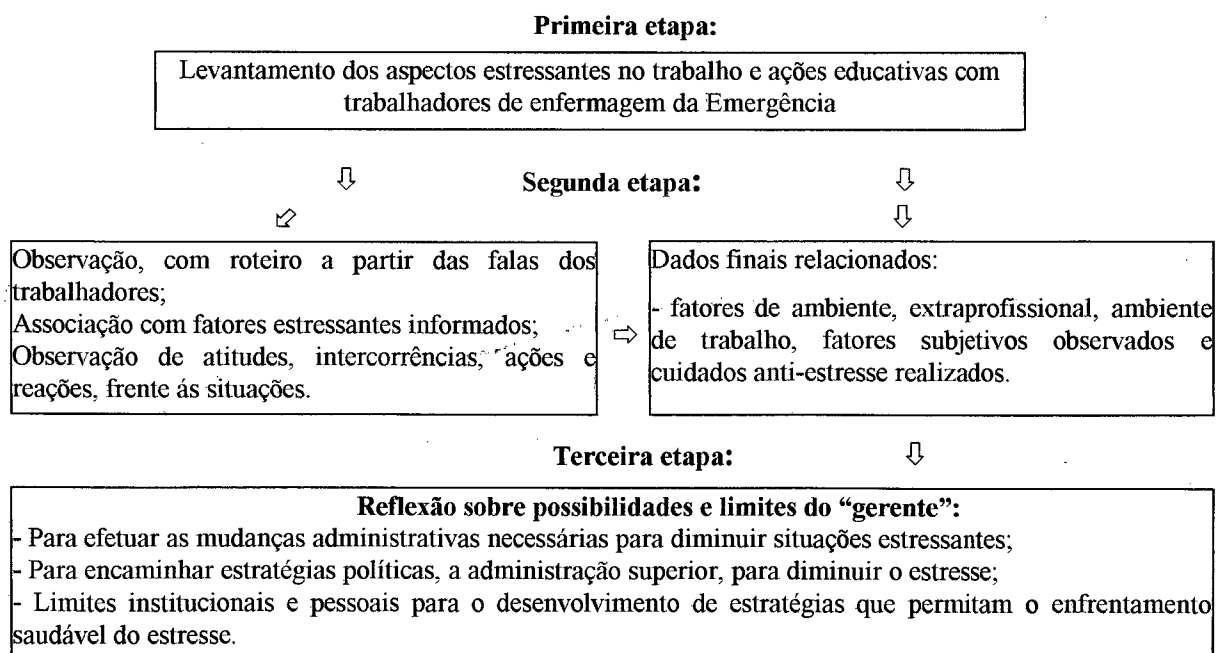 Primeira etapa:
Levantamento dos aspectos estressantes no trabalho e ações educativas com
trabalhadores de enfermagem da Emergência
Segunda etapa:
Observação, com roteiro a partir das falas dos
trabalhadores;
Associação com fatores estressantes informados;
Observação de atitudes, intercorrências, ações e
reações, frente ás situações.
Dados finais relacionados:
- fatores de ambiente, extraprofissional, ambiente
de trabalho, fatores subjetivos observados e
cuidados anti-estresse realizados.
Terceira etapa:
Reflexão sobre possibilidades e limites do “gerente”:
- Para efetuar as mudanças administrativas necessárias para diminuir situações estressantes;
- Para encaminhar estratégias políticas, a administração superior, para diminuir o estresse;
- Limites institucionais e pessoais para o desenvolvimento de estratégias que permitam o enfrentamento
saudável do estresse.